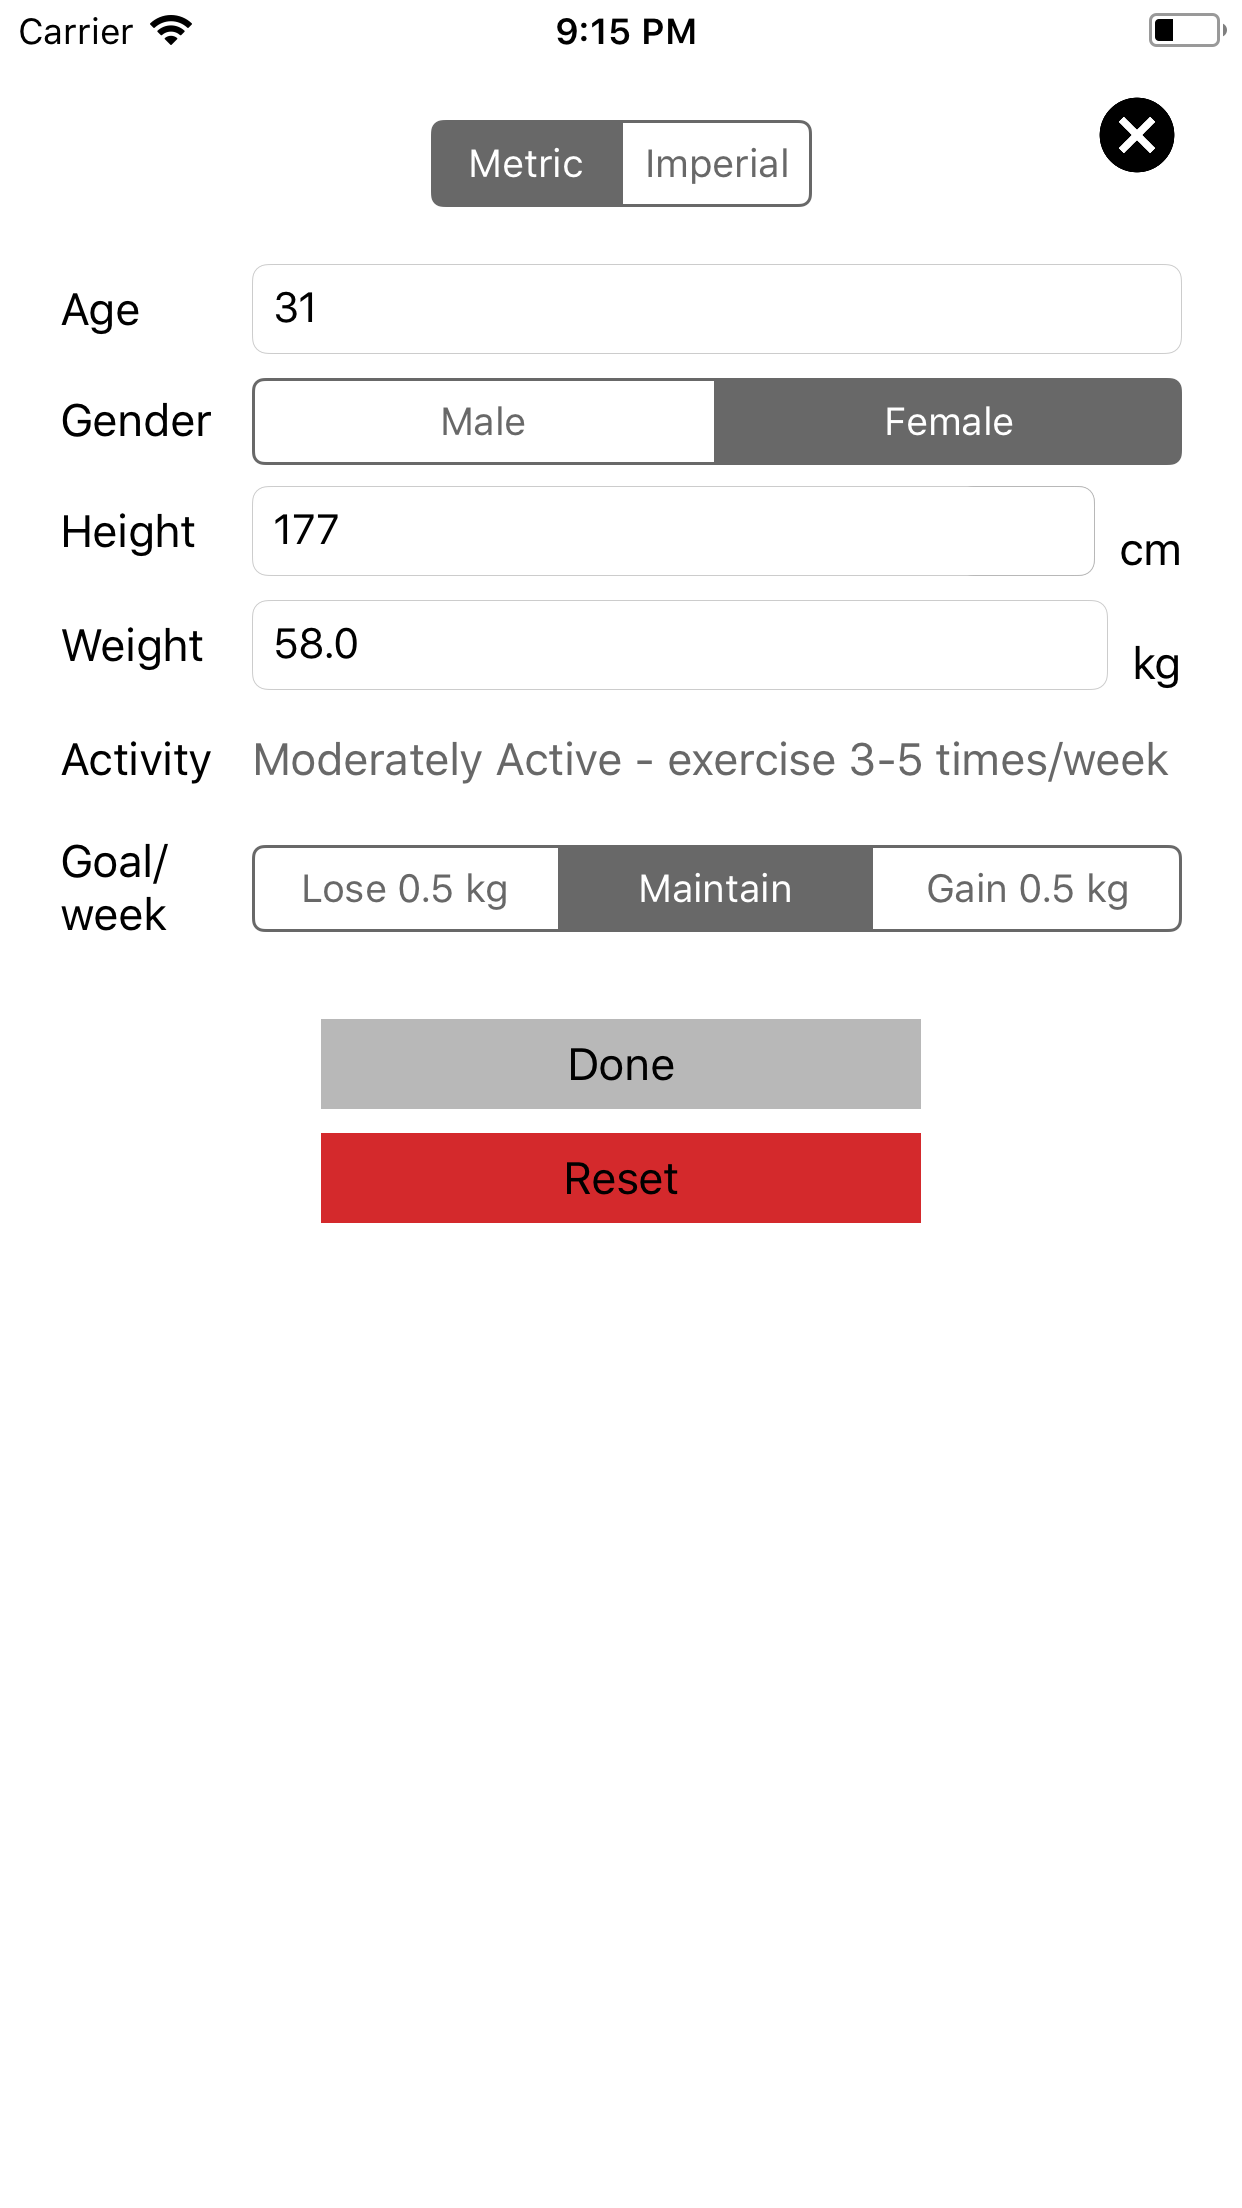 Carrier 9:15 PM
Metric Imperial
Age 31
Gender Male Female
Height 177 cm
Weight 58.0 kg
Activity Moderately Active - exercise 3-5 times/week
Goal/
week Lose 0.5 kg Maintain Gain 0.5 kg
Done
Reset